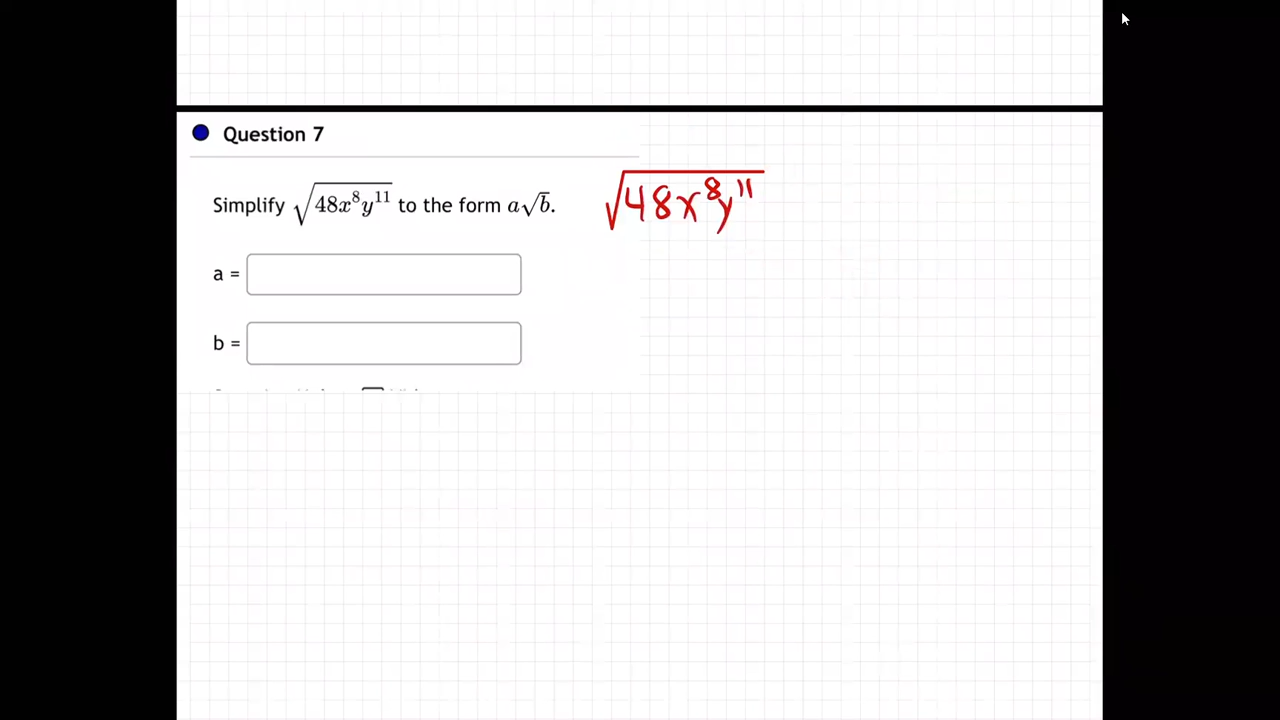 Question 7
Simplify √(48x⁸y¹¹) to the form a√b.
√(48x⁸y¹¹)
a =
b =